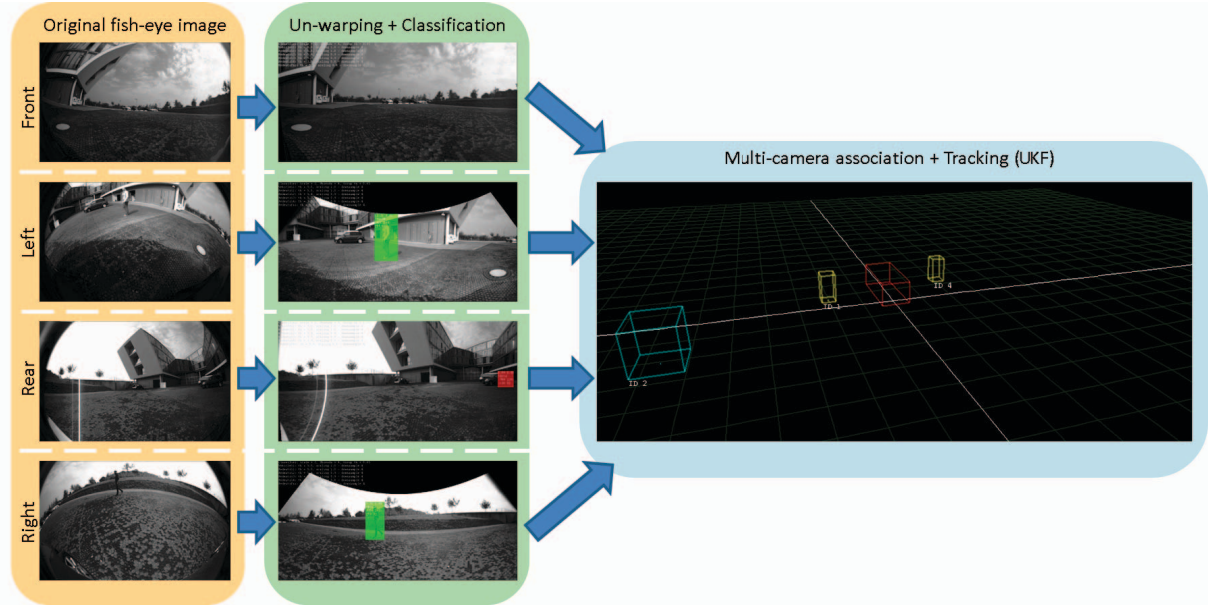 Original fish-eye image
Un-warping + Classification
Front
Left
Rear
Right
Multi-camera association + Tracking (UKF)
ID 1
ID 4
ID 2